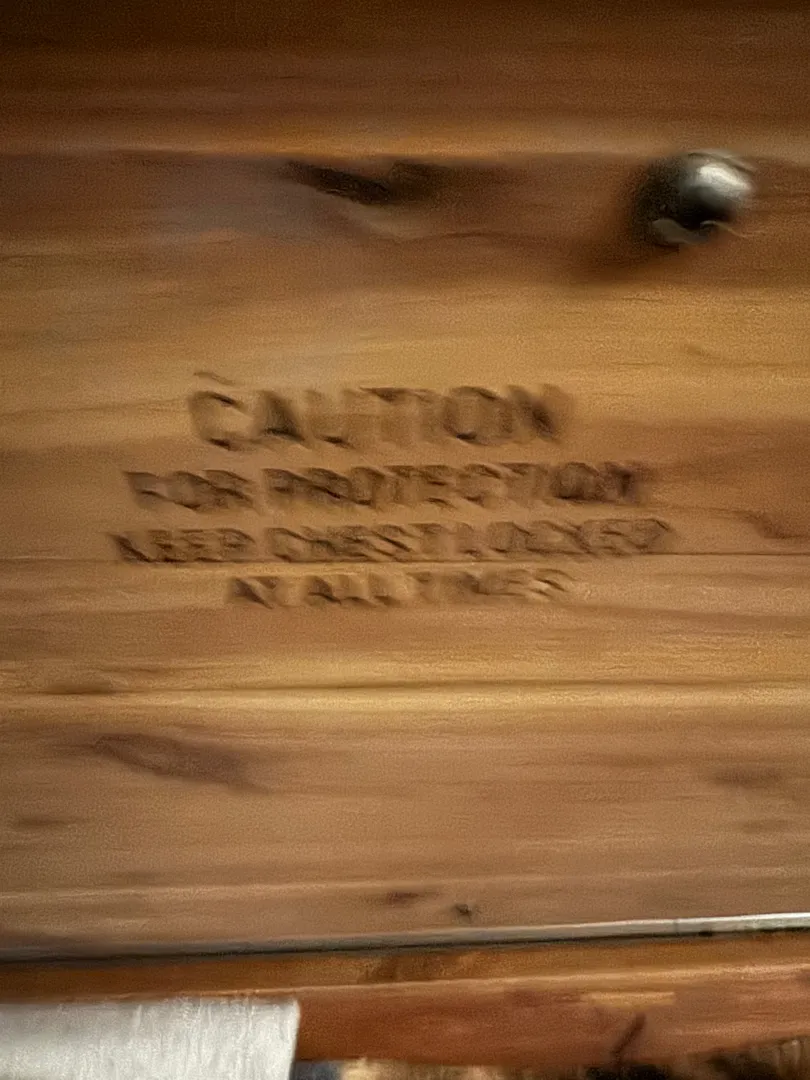 CAUTION
FOR PROTECTION
KEEP CHEST LOCKED
AT ALL TIMES